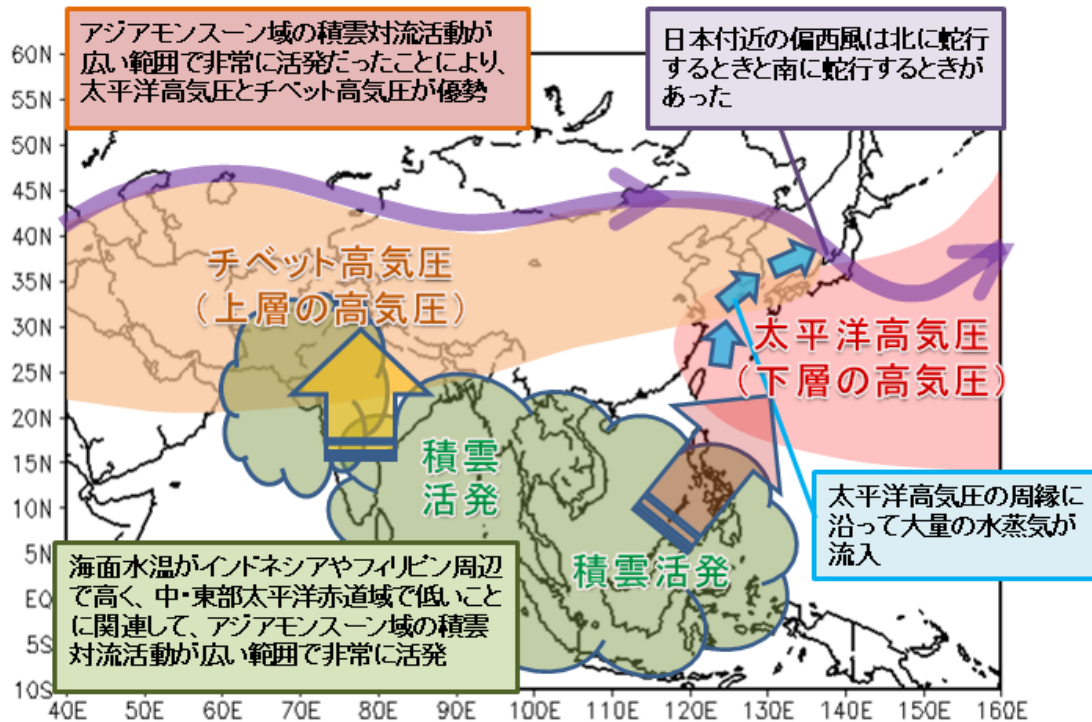 アジアモンスーン域の積雲対流活動が
広い範囲で非常に活発だったことにより、
太平洋高気圧とチベット高気圧が優勢
日本付近の偏西風は北に蛇行
するときと南に蛇行するときが
あった
60N
55N
50N
45N
40N
35N
30N
25N
20N
15N
10N
5N
EQ
5S
10S
チベット高気圧
（上層の高気圧）
太平洋高気圧
（下層の高気圧）
積雲
活発
積雲活発
太平洋高気圧の周縁に
沿って大量の水蒸気が
流入
海面水温がインドネシアやフィリピン周辺
で高く、中・東部太平洋赤道域で低いこと
に関連して、アジアモンスーン域の積雲
対流活動が広い範囲で非常に活発
40E 50E 60E 70E 80E 90E 100E 110E 120E 130E 140E 150E 160E